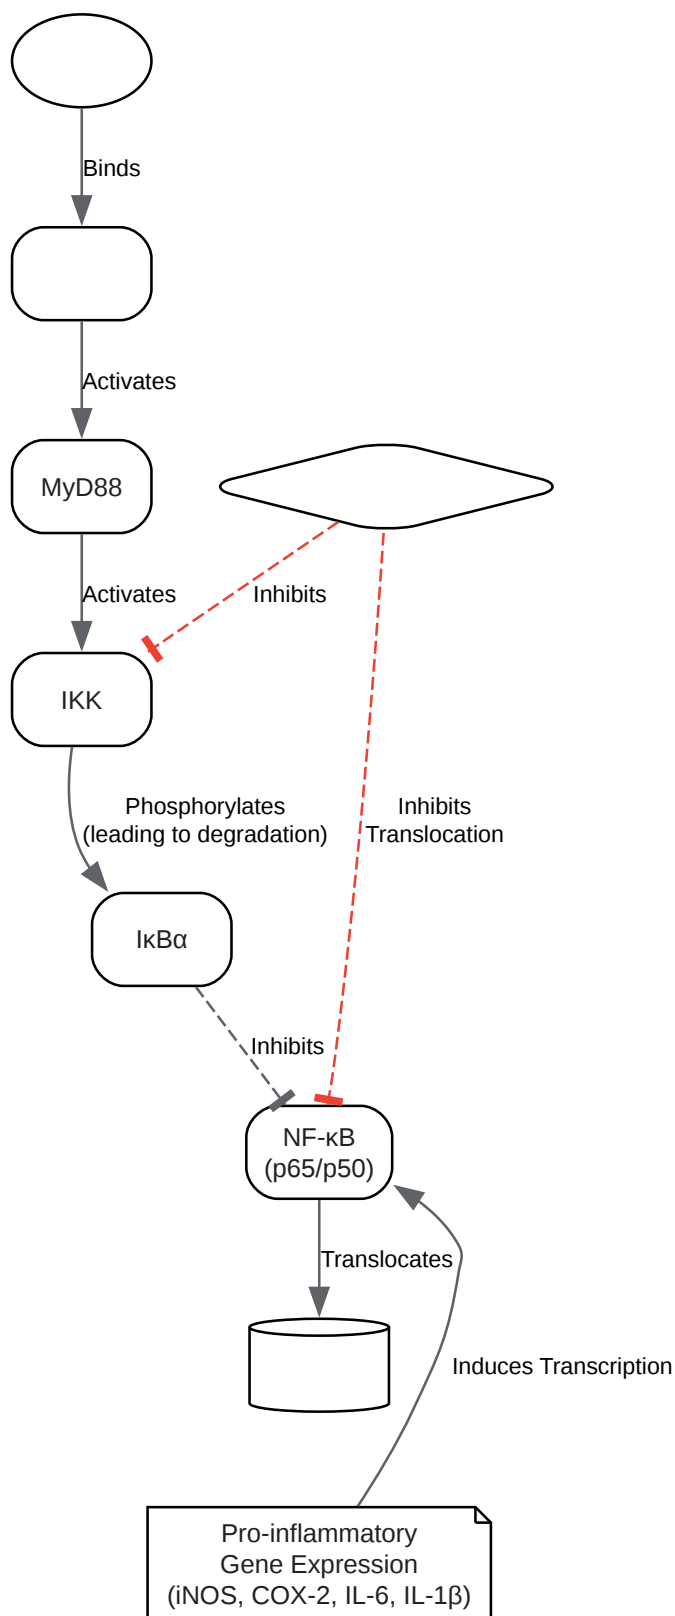 Binds
Activates
MyD88
Activates
Inhibits
IKK
Phosphorylates
(leading to degradation)
Inhibits
Translocation
IκBα
Inhibits
NF-κB
(p65/p50)
Translocates
Induces Transcription
Pro-inflammatory
Gene Expression
(iNOS, COX-2, IL-6, IL-1β)